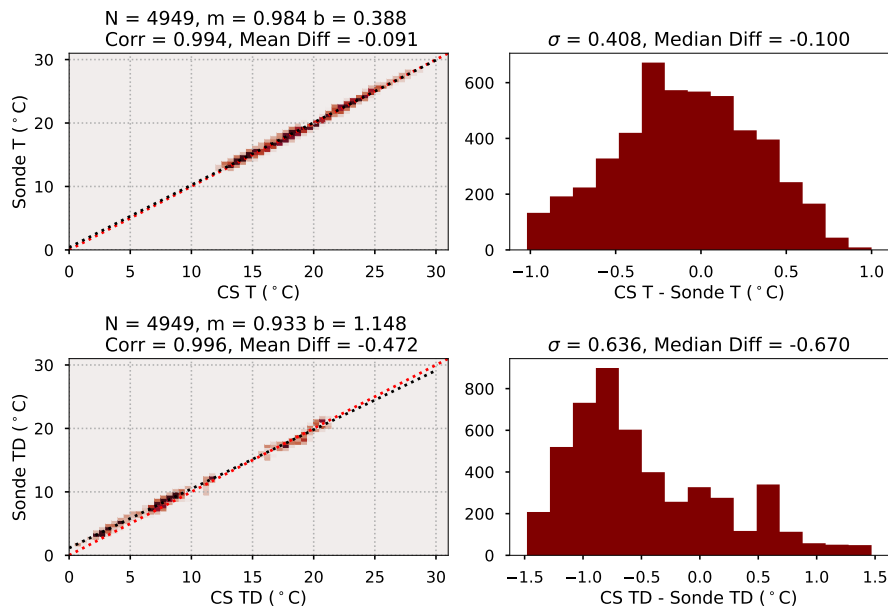 N = 4949, m = 0.984 b = 0.388
Corr = 0.994, Mean Diff = -0.091
30
20
10
0
0 5 10 15 20 25 30
Sonde T (°C)
CS T (°C)
σ = 0.408, Median Diff = -0.100
600
400
200
0
−1.0 −0.5 0.0 0.5 1.0
CS T - Sonde T (°C)
N = 4949, m = 0.933 b = 1.148
Corr = 0.996, Mean Diff = -0.472
30
20
10
0
0 5 10 15 20 25 30
Sonde TD (°C)
CS TD (°C)
σ = 0.636, Median Diff = -0.670
800
600
400
200
0
−1.5 −1.0 −0.5 0.0 0.5 1.0 1.5
CS TD - Sonde TD (°C)